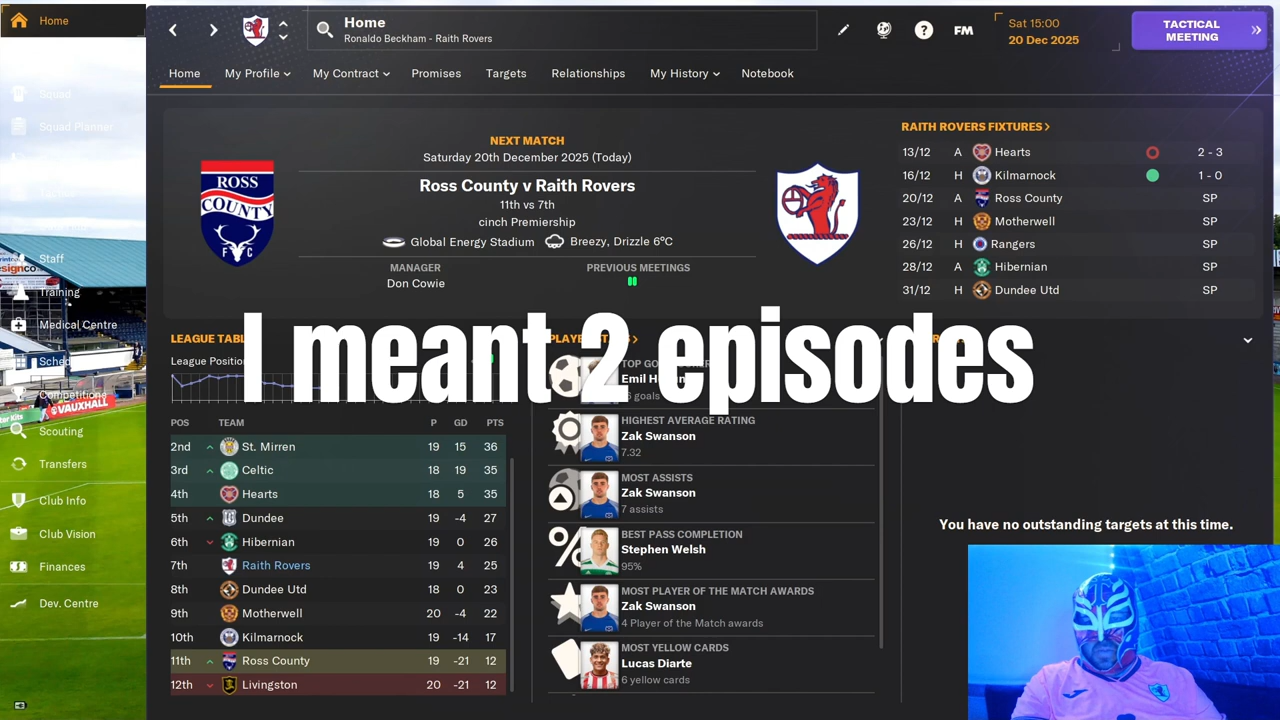 Home
Squad
Squad Planner
Staff
Training
Medical Centre
Sched
Competitions
Scouting
Transfers
Club Info
Club Vision
Finances
Dev. Centre
VAUXHALL
Home
Ronaldo Beckham - Raith Rovers
FM
Sat 15:00
20 Dec 2025
TACTICAL
MEETING
Home My Profile My Contract Promises Targets Relationships My History Notebook
NEXT MATCH
Saturday 20th December 2025 (Today)
Ross County v Raith Rovers
11th vs 7th
cinch Premiership
Global Energy Stadium Breezy, Drizzle 6°C
MANAGER
Don Cowie
PREVIOUS MEETINGS
ROSS
COUNTY
F C
RAITH ROVERS FIXTURES
13/12 A Hearts 2 - 3
16/12 H Kilmarnock 1 - 0
20/12 A Ross County SP
23/12 H Motherwell SP
26/12 H Rangers SP
28/12 A Hibernian SP
31/12 H Dundee Utd SP
I meant 2 episodes
LEAGUE TABL
League Position
POS TEAM P GD PTS
2nd St. Mirren 19 15 36
3rd Celtic 18 19 35
4th Hearts 18 5 35
5th Dundee 19 -4 27
6th Hibernian 19 0 26
7th Raith Rovers 19 4 25
8th Dundee Utd 18 0 23
9th Motherwell 20 -4 22
10th Kilmarnock 19 -14 17
11th Ross County 19 -21 12
12th Livingston 20 -21 12
Emil
goals
HIGHEST AVERAGE RATING
Zak Swanson
7.32
MOST ASSISTS
Zak Swanson
7 assists
BEST PASS COMPLETION
Stephen Welsh
95%
MOST PLAYER OF THE MATCH AWARDS
Zak Swanson
4 Player of the Match awards
MOST YELLOW CARDS
Lucas Diarte
6 yellow cards
You have no outstanding targets at this time.